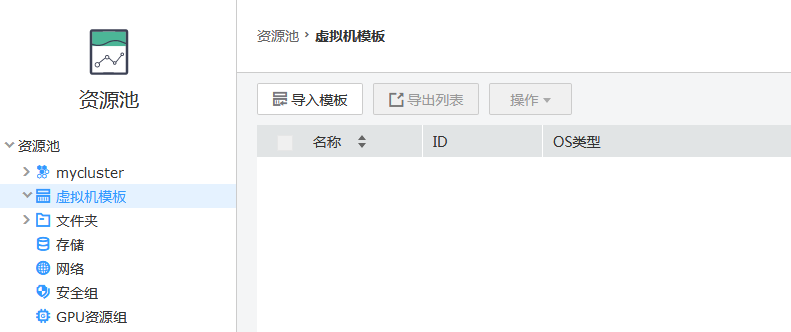 资源池
资源池 › 虚拟机模板
导入模板 导出列表 操作
名称 ID OS类型
资源池
mycluster
虚拟机模板
文件夹
存储
网络
安全组
GPU资源组